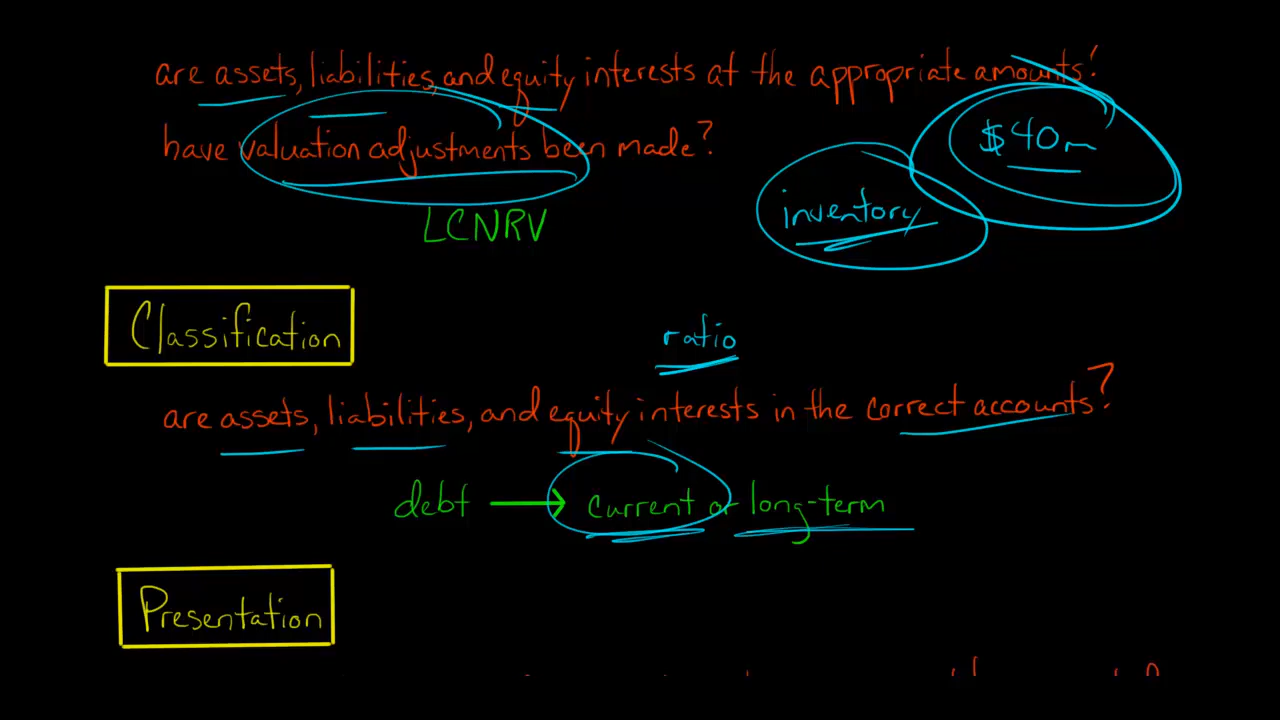 are assets, liabilities, and equity interests at the appropriate amounts?
$40m
have valuation adjustments been made?
inventory
LCNRV
Classification
ratio
are assets, liabilities, and equity interests in the correct accounts?
debt → current or long-term
Presentation